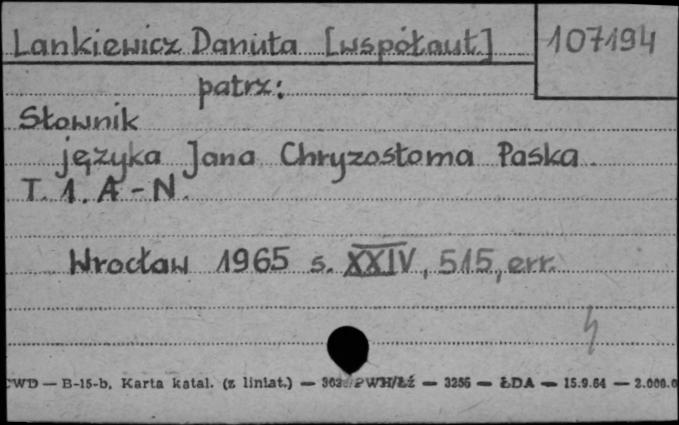 Lankiewicz Danuta [współaut.] 107194
patrz:
Słownik
języka Jana Chryzostoma Paska
T. 1. A-N.
Wrocław 1965 s. XXIV, 515, err.
CWD — B-15-b. Karta katal. (z liniat.) — PWH/Łź — 3256 — ŁDA — 15.9.64 — 2.000.0